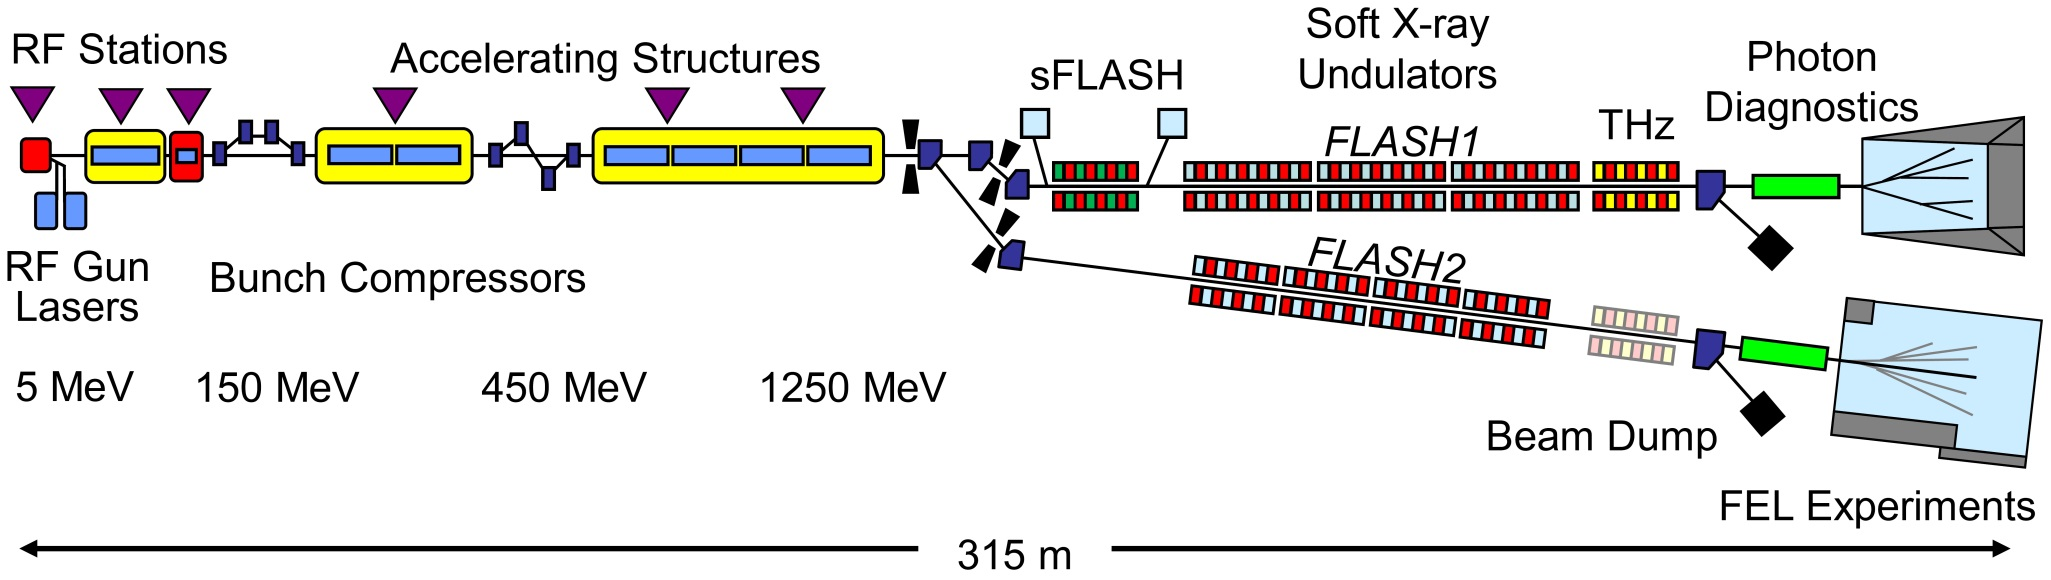 RF Stations
Accelerating Structures
sFLASH
Soft X-ray
Undulators
FLASH1
THz
Photon
Diagnostics
RF Gun
Lasers
Bunch Compressors
FLASH2
5 MeV
150 MeV
450 MeV
1250 MeV
Beam Dump
FEL Experiments
315 m